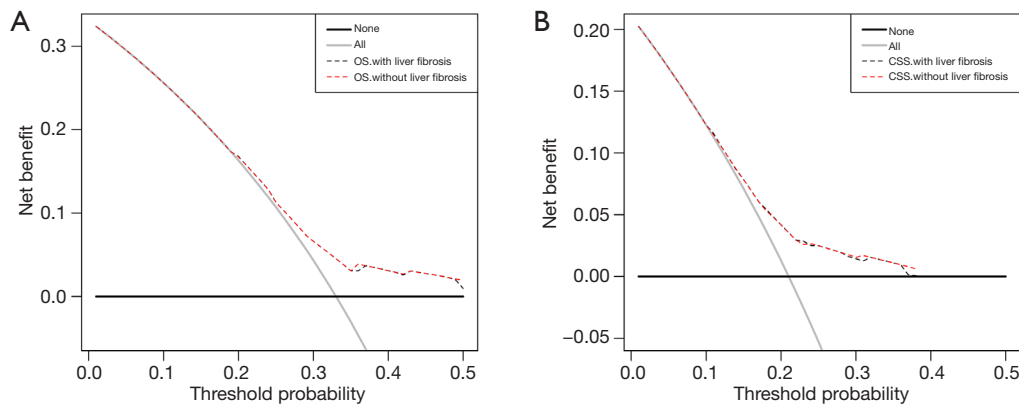 A
None
All
OS.with liver fibrosis
OS.without liver fibrosis
Net benefit
0.3
0.2
0.1
0.0
0.0 0.1 0.2 0.3 0.4 0.5
Threshold probability
B
None
All
CSS.with liver fibrosis
CSS.without liver fibrosis
Net benefit
0.20
0.15
0.10
0.05
0.00
−0.05
0.0 0.1 0.2 0.3 0.4 0.5
Threshold probability